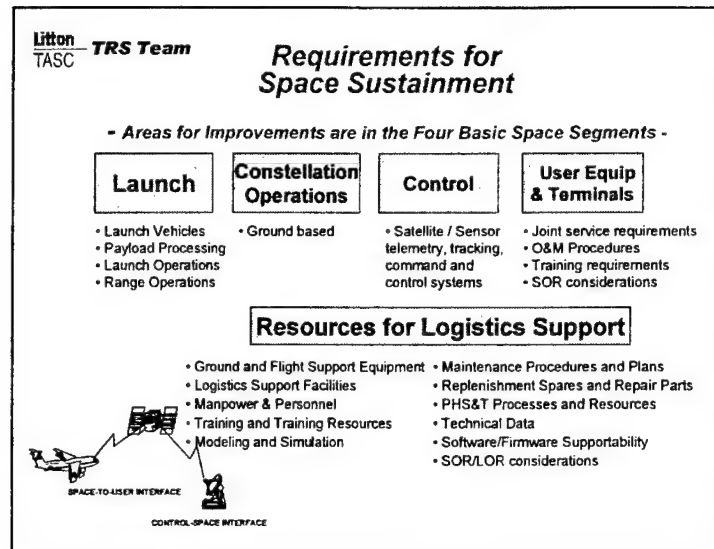 Litton
TASC
TRS Team
Requirements for
Space Sustainment
- Areas for Improvements are in the Four Basic Space Segments -
Launch
• Launch Vehicles
• Payload Processing
• Launch Operations
• Range Operations
Constellation
Operations
• Ground based
Control
• Satellite / Sensor
telemetry, tracking,
command and
control systems
User Equip
& Terminals
• Joint service requirements
• O&M Procedures
• Training requirements
• SOR considerations
Resources for Logistics Support
• Ground and Flight Support Equipment
• Logistics Support Facilities
• Manpower & Personnel
• Training and Training Resources
• Modeling and Simulation
• Maintenance Procedures and Plans
• Replenishment Spares and Repair Parts
• PHS&T Processes and Resources
• Technical Data
• Software/Firmware Supportability
• SOR/LOR considerations
SPACE-TO-USER INTERFACE
CONTROL-SPACE INTERFACE